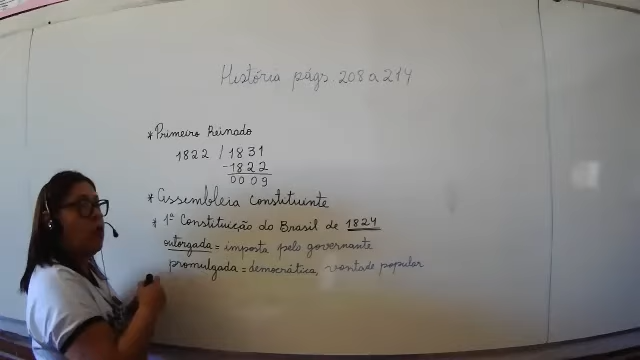 História págs 208 a 214
* Primeiro Reinado
1822 / 1831
-1822
0009
* Assembleia Constituinte
* 1ª Constituição do Brasil de 1824
outorgada = imposta pelo governante
promulgada = democrática, vontade popular